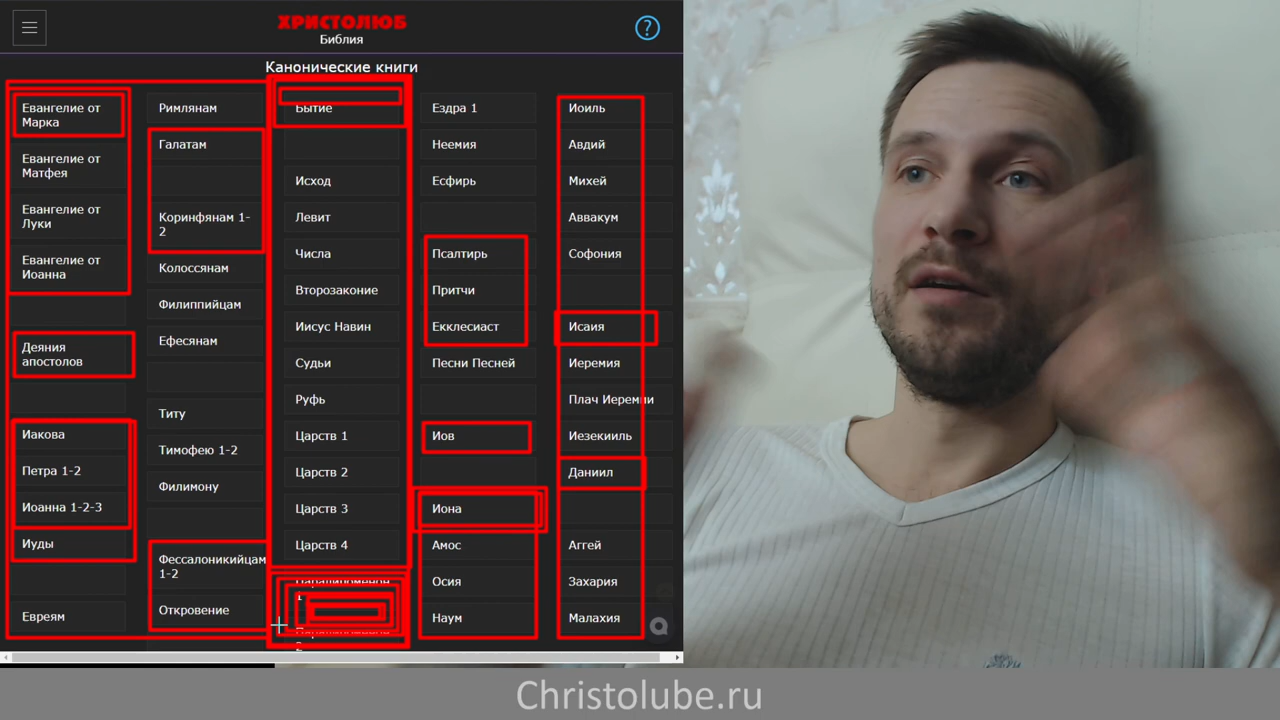 ХРИСТОЛЮБ
Библия
Канонические книги
Евангелие от
Марка
Евангелие от
Матфея
Евангелие от
Луки
Евангелие от
Иоанна
Деяния
апостолов
Иакова
Петра 1-2
Иоанна 1-2-3
Иуды
Евреям
Римлянам
Галатам
Коринфянам 1-
2
Колоссянам
Филиппийцам
Ефесянам
Титу
Тимофею 1-2
Филимону
Фессалоникийцам
1-2
Откровение
Бытие
Исход
Левит
Числа
Второзаконие
Иисус Навин
Судьи
Руфь
Царств 1
Царств 2
Царств 3
Царств 4
Паралипоменон
1
2
Ездра 1
Неемия
Есфирь
Псалтирь
Притчи
Екклесиаст
Песни Песней
Иов
Иона
Амос
Осия
Наум
Иоиль
Авдий
Михей
Аввакум
Софония
Исаия
Иеремия
Плач Иеремии
Иезекииль
Даниил
Аггей
Захария
Малахия
Christolube.ru